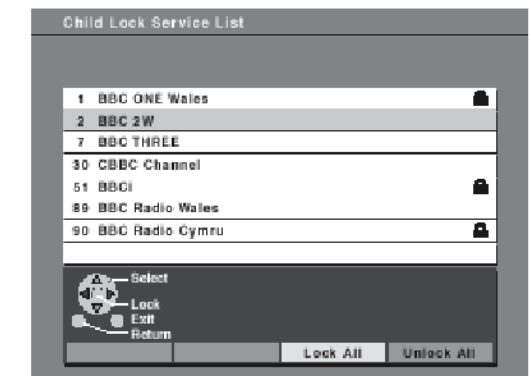 Child Lock Service List
1 BBC ONE Wales
2 BBC 2W
7 BBC THREE
30 CBBC Channel
51 BBCi
89 BBC Radio Wales
90 BBC Radio Cymru
Select
Lock
Exit
Return
Lock All Unlock All